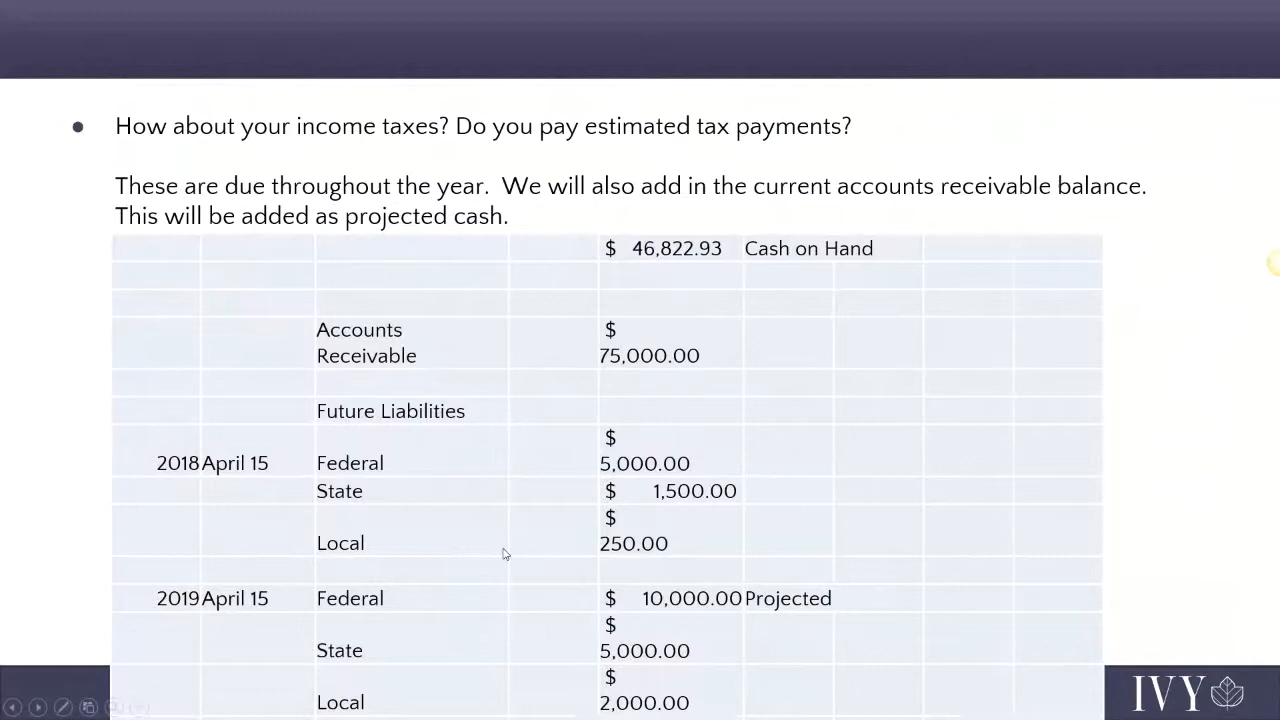 ● How about your income taxes? Do you pay estimated tax payments?
These are due throughout the year. We will also add in the current accounts receivable balance.
This will be added as projected cash.
$ 46,822.93 Cash on Hand
Accounts $
Receivable 75,000.00
Future Liabilities
$
2018 April 15 Federal 5,000.00
State $ 1,500.00
$
Local 250.00
2019 April 15 Federal $ 10,000.00 Projected
$
State 5,000.00
$
Local 2,000.00
IVY